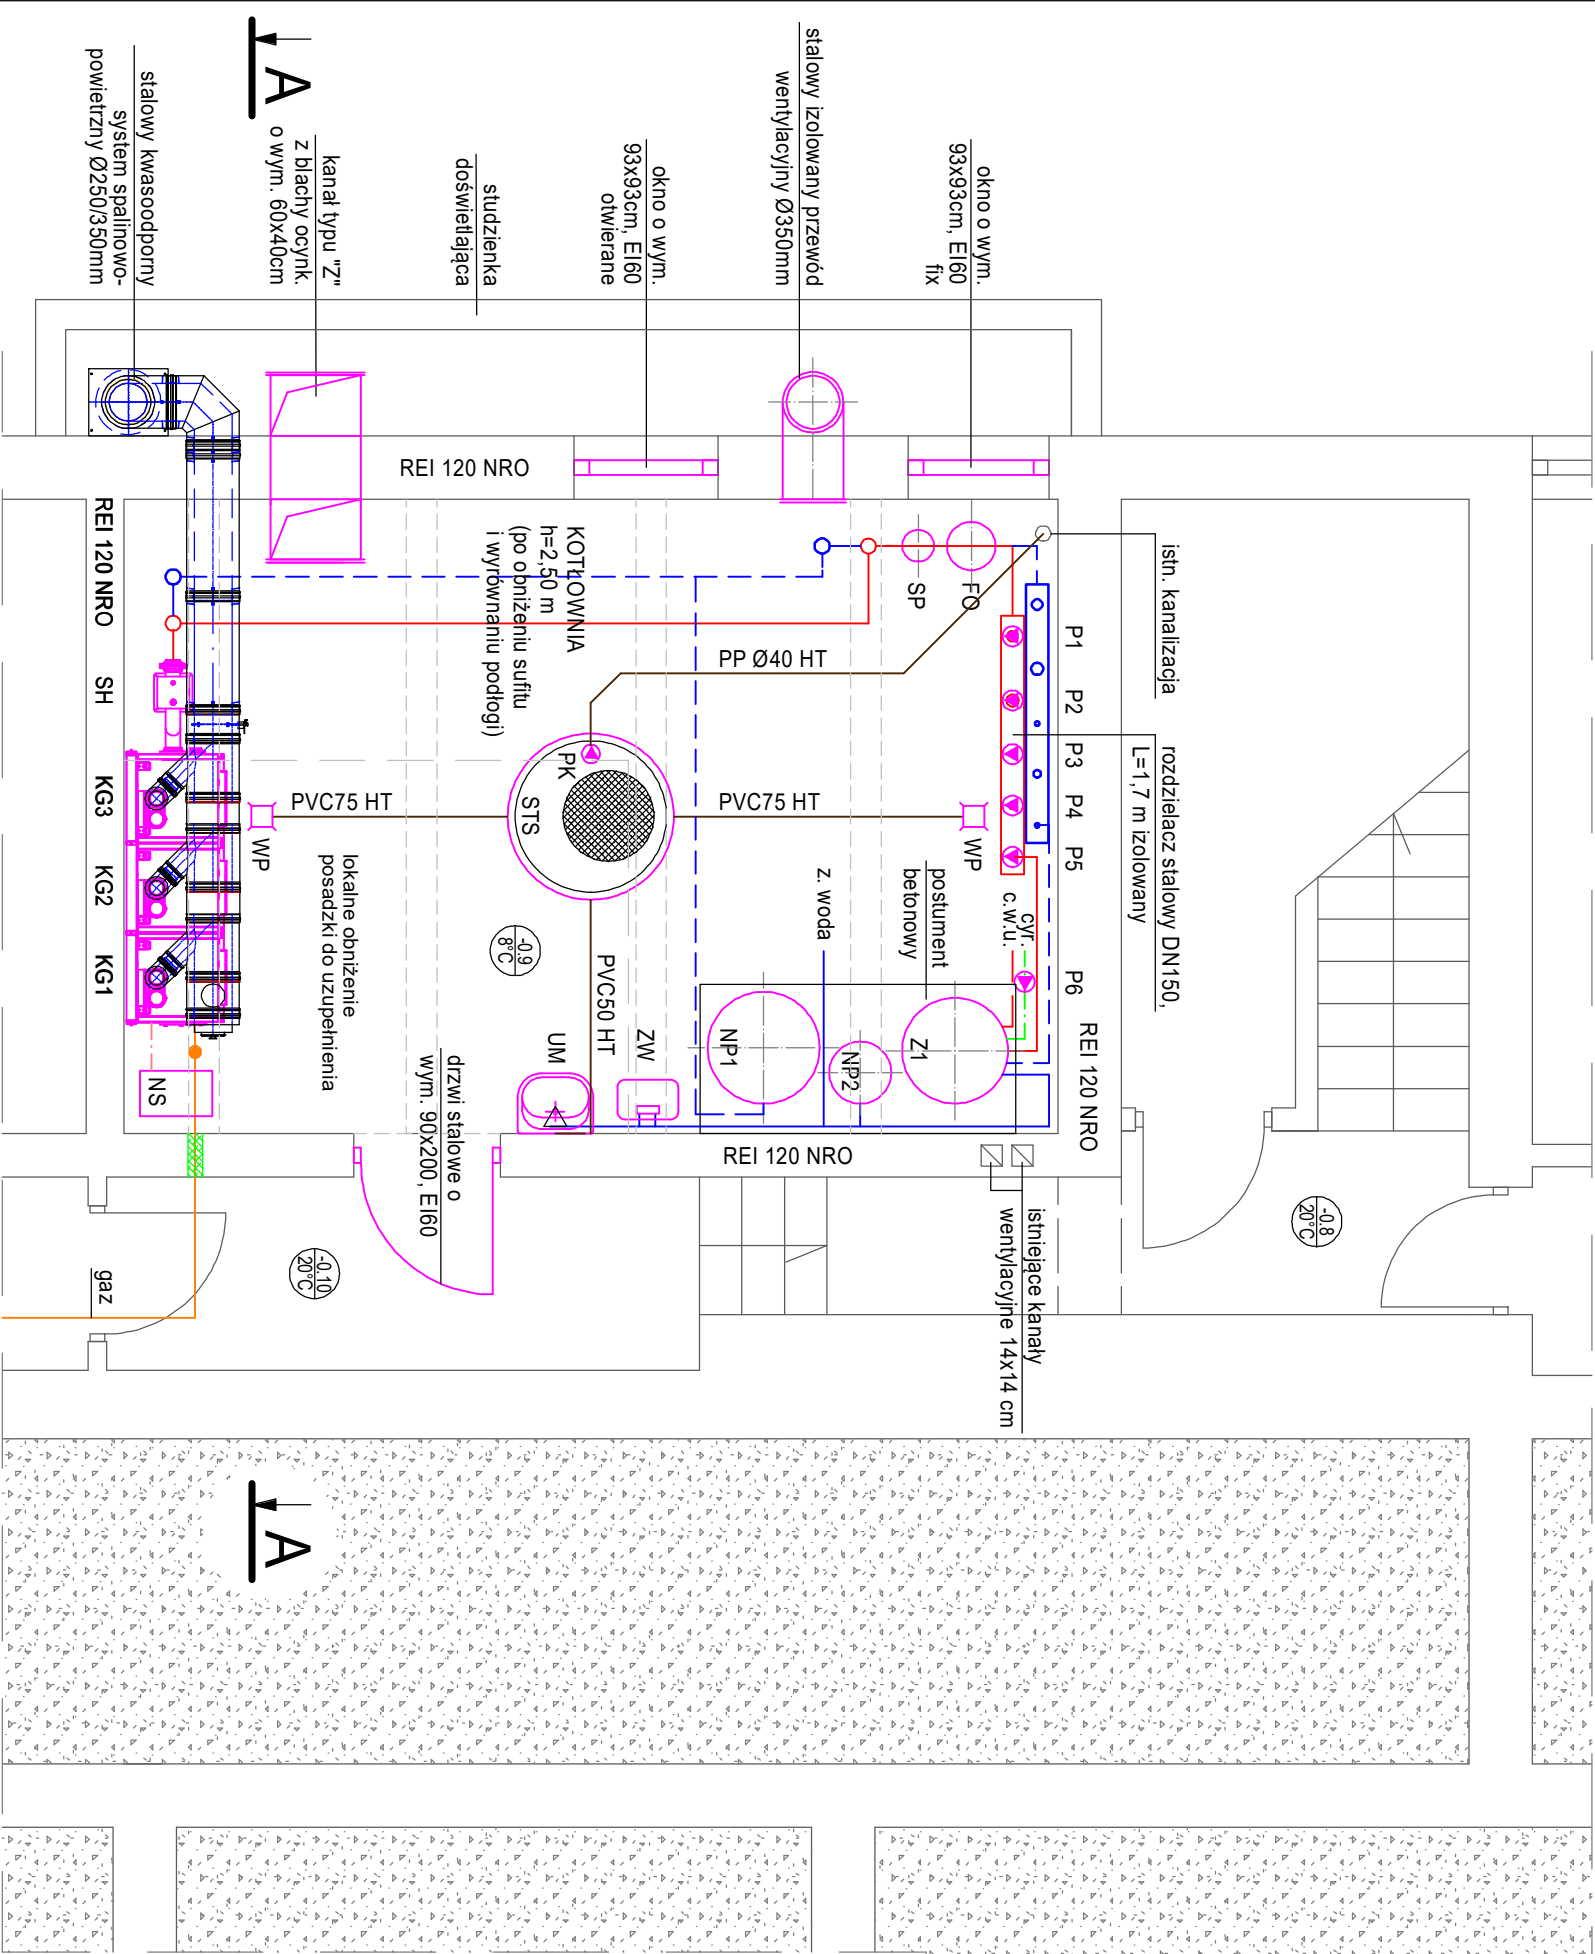 A
stalowy kwasoodporny
system spalinowo-
powietrzny Ø250/350mm
kanał typu "Z"
z blachy ocynk.
o wym. 60x40cm
studzienka
doświetlająca
okno o wym.
93x93cm, EI60
otwierane
stalowy izolowany przewód
wentylacyjny Ø350mm
okno o wym.
93x93cm, EI60
fix
REI 120 NRO
REI 120 NRO
KOTŁOWNIA
h=2,50 m
(po obniżeniu sufitu
i wyrównaniu podłogi)
SP
FO
istn. kanalizacja
rozdzielacz stalowy DN150,
L=1,7 m izolowany
P1
P2
P3
P4
P5
P6
PP Ø40 HT
PVC75 HT
PVC75 HT
PK
STS
WP
WP
SH
KG3
KG2
KG1
lokalne obniżenie
posadzki do uzupełnienia
-0.9
8°C
PVC50 HT
z. woda
postument
betonowy
cyr.
c.w.u.
NS
UM
ZW
NP1
NP2
Z1
REI 120 NRO
REI 120 NRO
drzwi stalowe o
wym. 90x200, EI60
istniejące kanały
wentylacyjne 14x14 cm
-0.8
20°C
-0.10
20°C
gaz
A